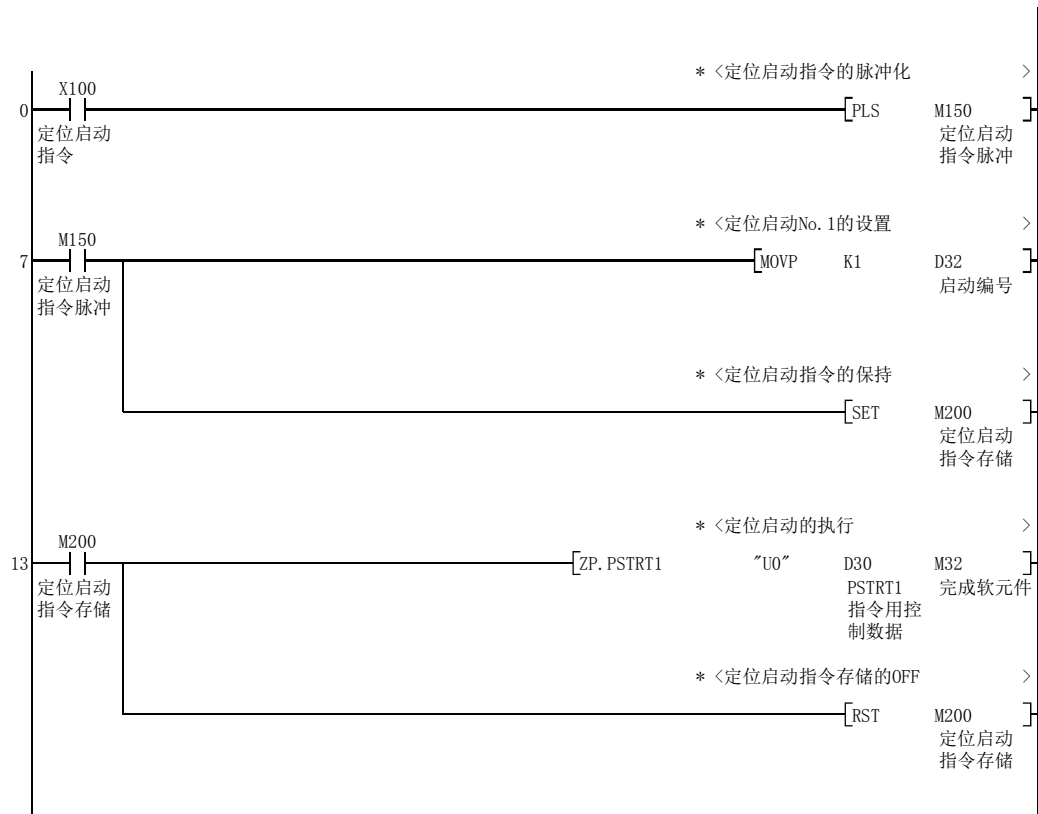 * <定位启动指令的脉冲化 >
X100
0 [PLS M150 ]
定位启动 定位启动
指令 指令脉冲
* <定位启动No.1的设置 >
M150
7 [MOVP K1 D32 ]
定位启动 启动编号
指令脉冲
* <定位启动指令的保持 >
[SET M200 ]
定位启动
指令存储
* <定位启动的执行 >
M200
13 [ZP.PSTRT1 ″U0″ D30 M32 ]
定位启动 PSTRT1 完成软元件
指令存储 指令用控
制数据
* <定位启动指令存储的OFF >
[RST M200 ]
定位启动
指令存储